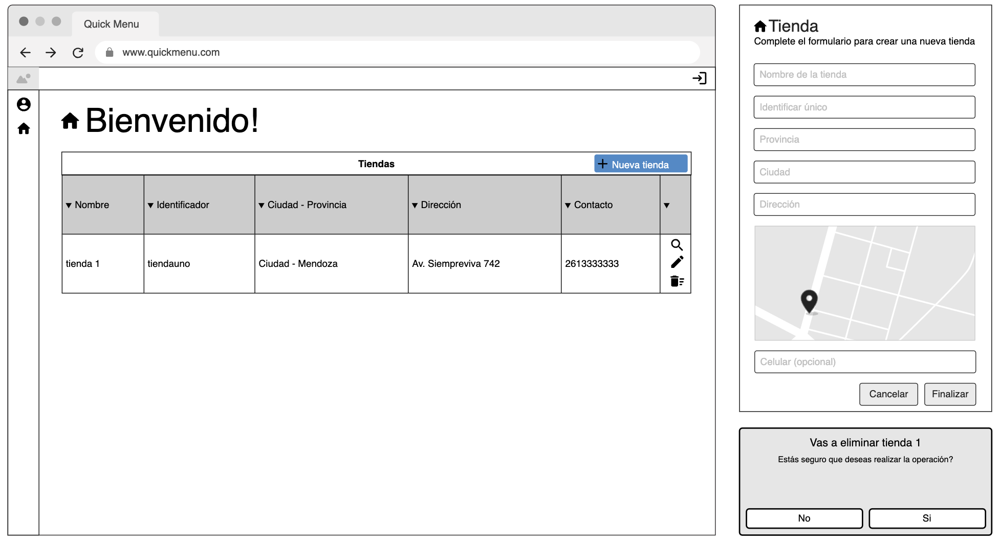 Quick Menu
www.quickmenu.com
Bienvenido!
Tiendas
Nueva tienda
Nombre
Identificador
Ciudad - Provincia
Dirección
Contacto
tienda 1
tiendauno
Ciudad - Mendoza
Av. Siempreviva 742
2613333333
Tienda
Complete el formulario para crear una nueva tienda
Nombre de la tienda
Identificar único
Provincia
Ciudad
Dirección
Celular (opcional)
Cancelar
Finalizar
Vas a eliminar tienda 1
Estás seguro que deseas realizar la operación?
No
Si